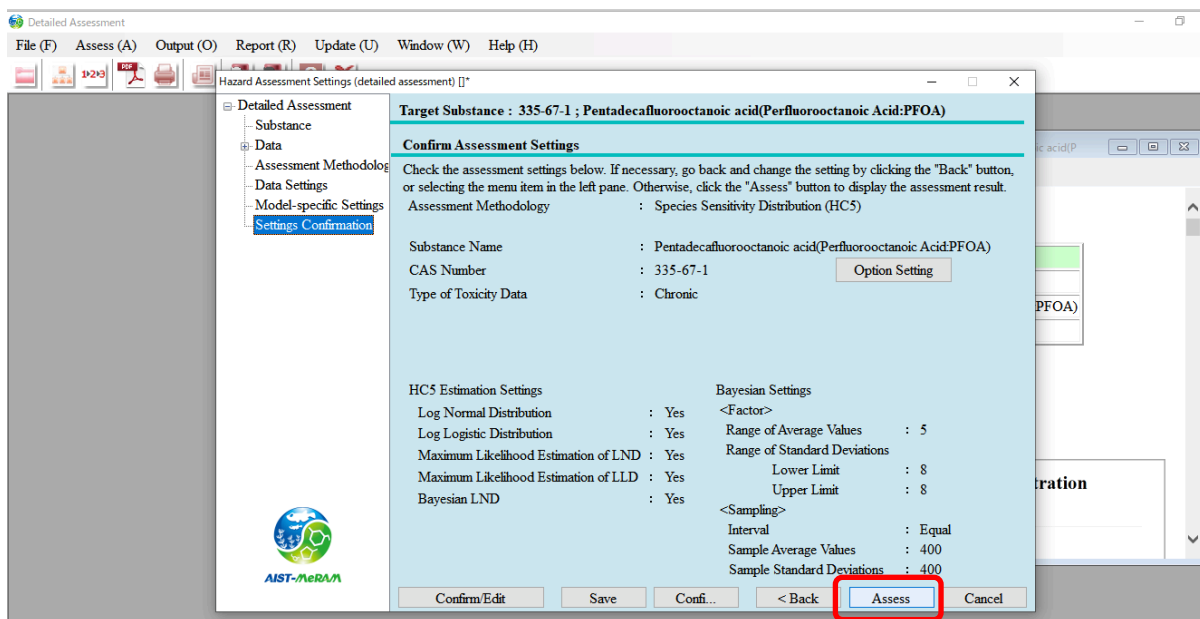 Detailed Assessment
File (F) Assess (A) Output (O) Report (R) Update (U) Window (W) Help (H)
1▸2▸3 PDF
Hazard Assessment Settings (detailed assessment) []*
Detailed Assessment
Substance
Data
Assessment Methodolog
Data Settings
Model-specific Settings
Settings Confirmation
Target Substance : 335-67-1 ; Pentadecafluorooctanoic acid(Perfluorooctanoic Acid:PFOA)
Confirm Assessment Settings
Check the assessment settings below. If necessary, go back and change the setting by clicking the "Back" button,
or selecting the menu item in the left pane. Otherwise, click the "Assess" button to display the assessment result.
Assessment Methodology : Species Sensitivity Distribution (HC5)
Substance Name : Pentadecafluorooctanoic acid(Perfluorooctanoic Acid:PFOA)
CAS Number : 335-67-1 Option Setting
Type of Toxicity Data : Chronic
HC5 Estimation Settings
Log Normal Distribution : Yes
Log Logistic Distribution : Yes
Maximum Likelihood Estimation of LND : Yes
Maximum Likelihood Estimation of LLD : Yes
Bayesian LND : Yes
Bayesian Settings
<Factor>
Range of Average Values : 5
Range of Standard Deviations
Lower Limit : 8
Upper Limit : 8
<Sampling>
Interval : Equal
Sample Average Values : 400
Sample Standard Deviations : 400
AIST-MeRAM
Confirm/Edit Save Confi... < Back Assess Cancel
ic acid(P
PFOA)
tration